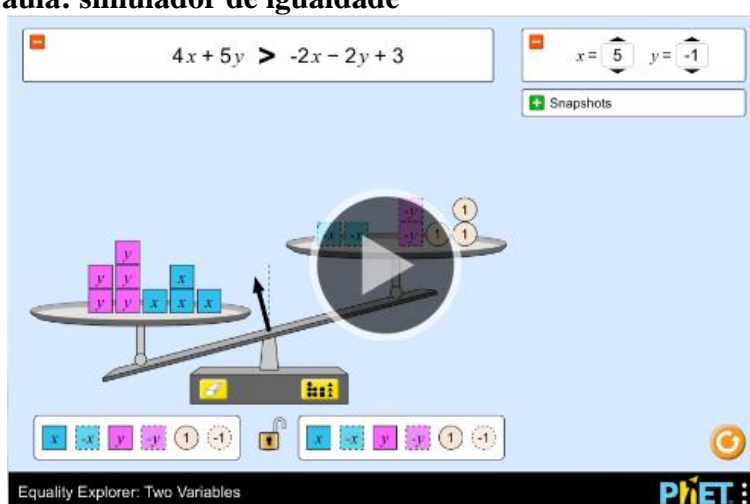 aula: simulador de igualdade
4x + 5y > -2x − 2y + 3
x = 5 y = -1
Snapshots
-y 1
y -x -x -y 1 1
y y x
y y x x x
x -x y -y 1 -1 x -x y -y 1 -1
Equality Explorer: Two Variables PhET